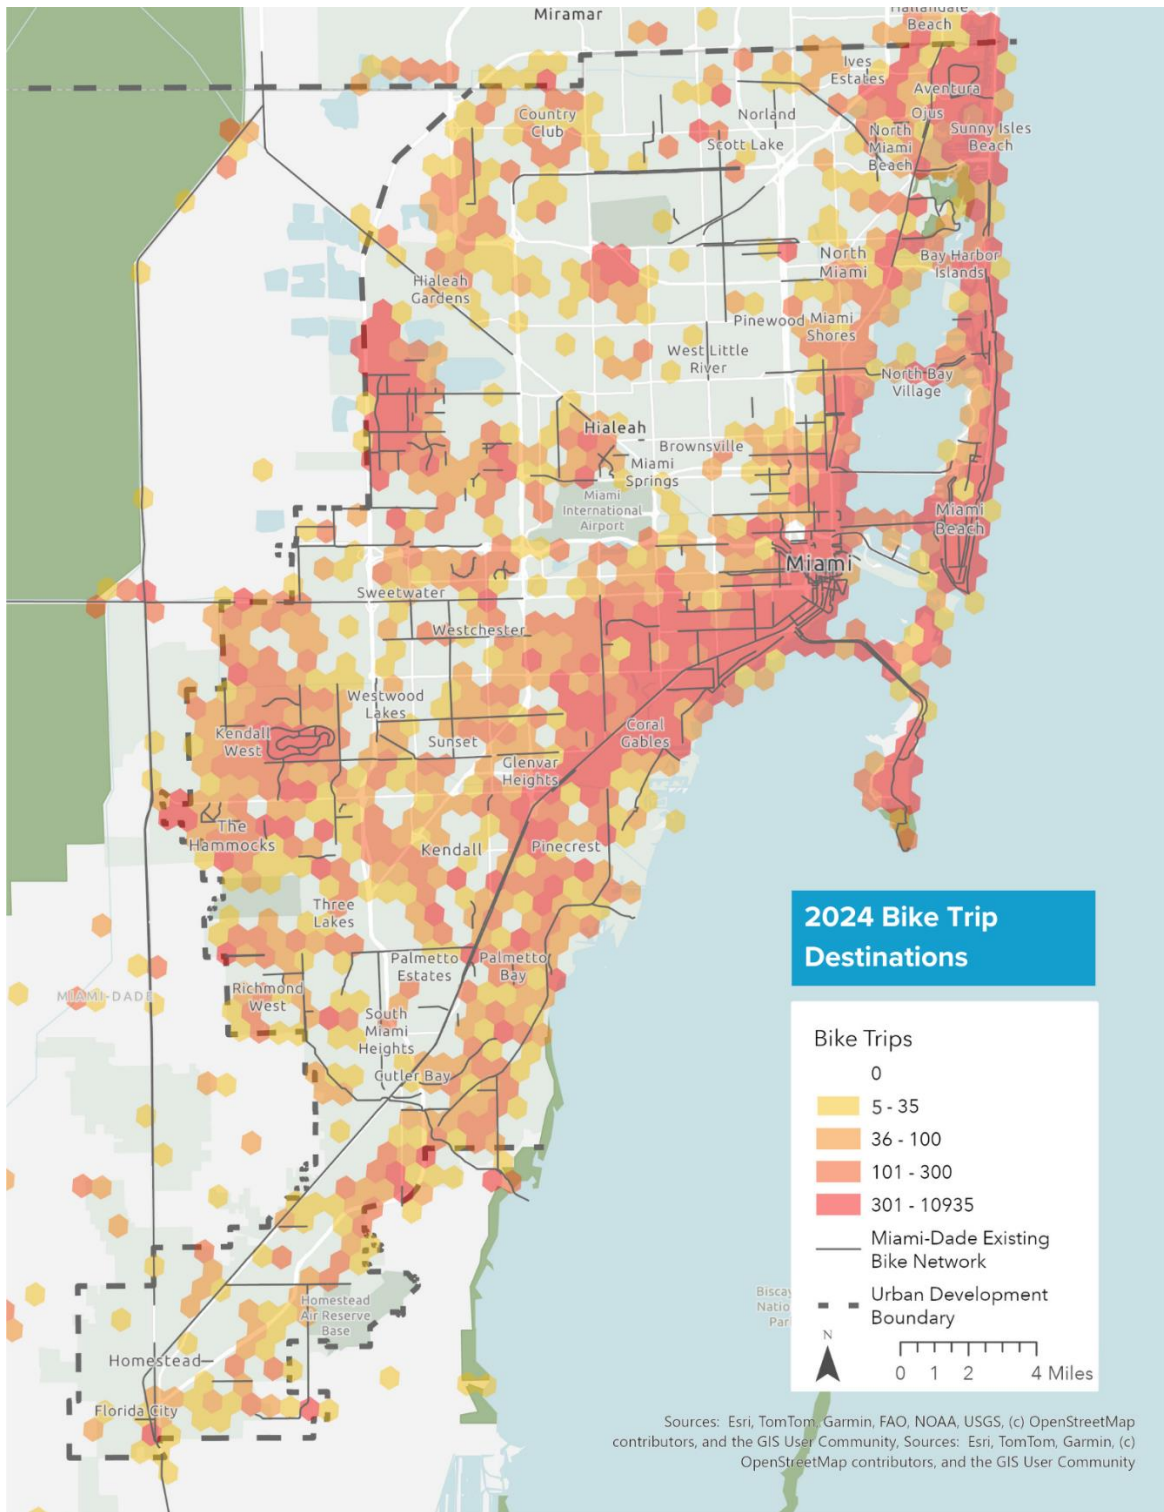 Hallandale
Beach
Miramar
Ives
Estates
Aventura
Country
Club
Norland
Ojus
North
Miami
Beach
Sunny Isles
Beach
Scott Lake
North
Miami
Bay Harbor
Islands
Hialeah
Gardens
Pinewood
Miami
Shores
West Little
River
North Bay
Village
Hialeah
Brownsville
Miami
Springs
Miami
International
Airport
Miami
Beach
Miami
Sweetwater
Westchester
Westwood
Lakes
Coral
Gables
Kendall
West
Sunset
Glenvar
Heights
The
Hammocks
Kendall
Pinecrest
Three
Lakes
Palmetto
Estates
Palmetto
Bay
MIAMI-DADE
Richmond
West
South
Miami
Heights
Cutler Bay
Homestead
Air Reserve
Base
Homestead
Florida City
2024 Bike Trip
Destinations
Bike Trips
0
5 - 35
36 - 100
101 - 300
301 - 10935
Miami-Dade Existing
Bike Network
Urban Development
Boundary
N
0 1 2 4 Miles
Sources: Esri, TomTom, Garmin, FAO, NOAA, USGS, (c) OpenStreetMap
contributors, and the GIS User Community, Sources: Esri, TomTom, Garmin, (c)
OpenStreetMap contributors, and the GIS User Community